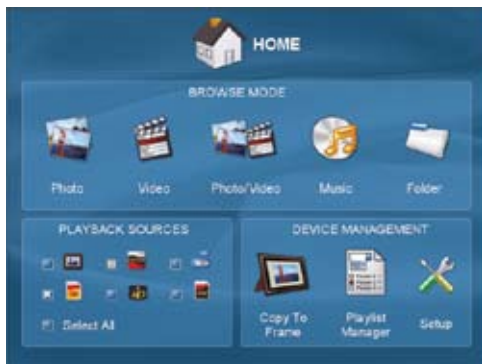 HOME
BROWSE MODE
Photo Video Photo/Video Music Folder
PLAYBACK SOURCES
Select All
DEVICE MANAGEMENT
Copy To Frame
Playlist Manager
Setup